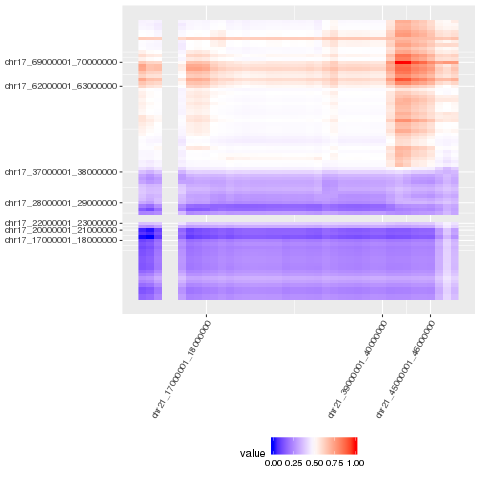 chr17_69000001_70000000
chr17_62000001_63000000
chr17_37000001_38000000
chr17_28000001_29000000
chr17_22000001_23000000
chr17_20000001_21000000
chr17_17000001_18000000
chr21_17000001_18000000
chr21_39000001_40000000
chr21_45000001_46000000
value
0.00 0.25 0.50 0.75 1.00